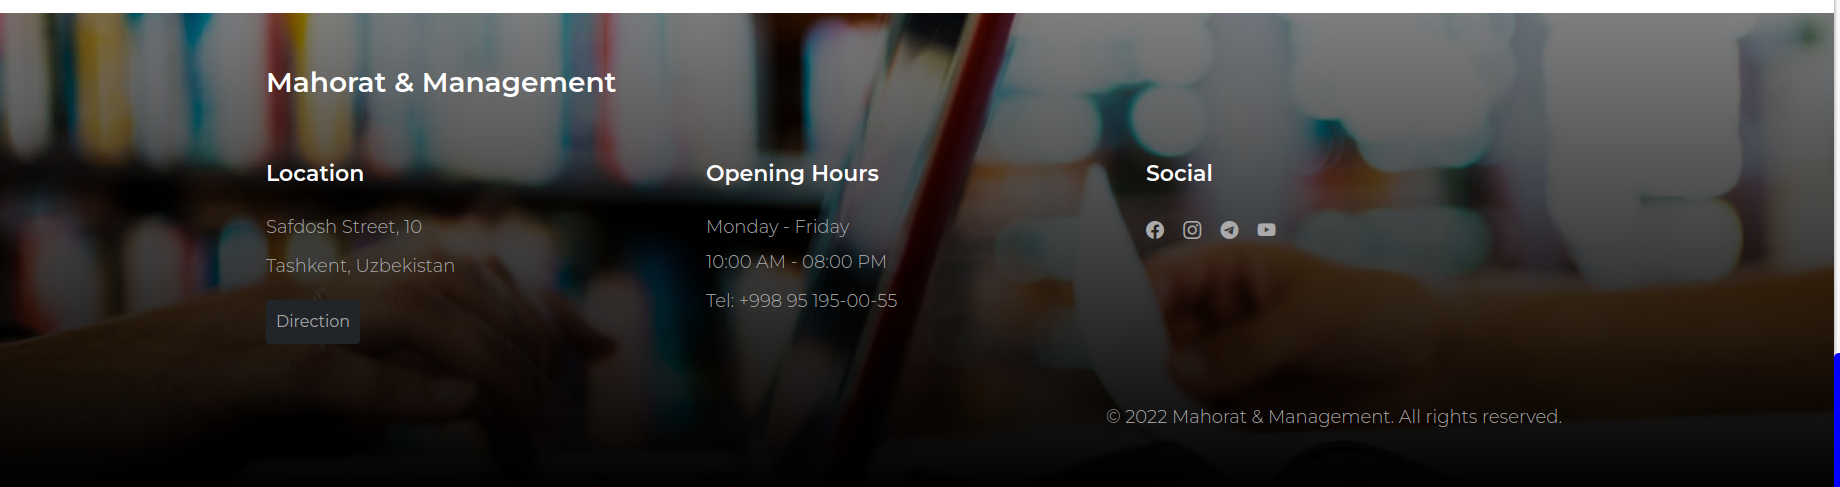 Mahorat & Management
Location
Safdosh Street, 10
Tashkent, Uzbekistan
Direction
Opening Hours
Monday - Friday
10:00 AM - 08:00 PM
Tel: +998 95 195-00-55
Social
© 2022 Mahorat & Management. All rights reserved.